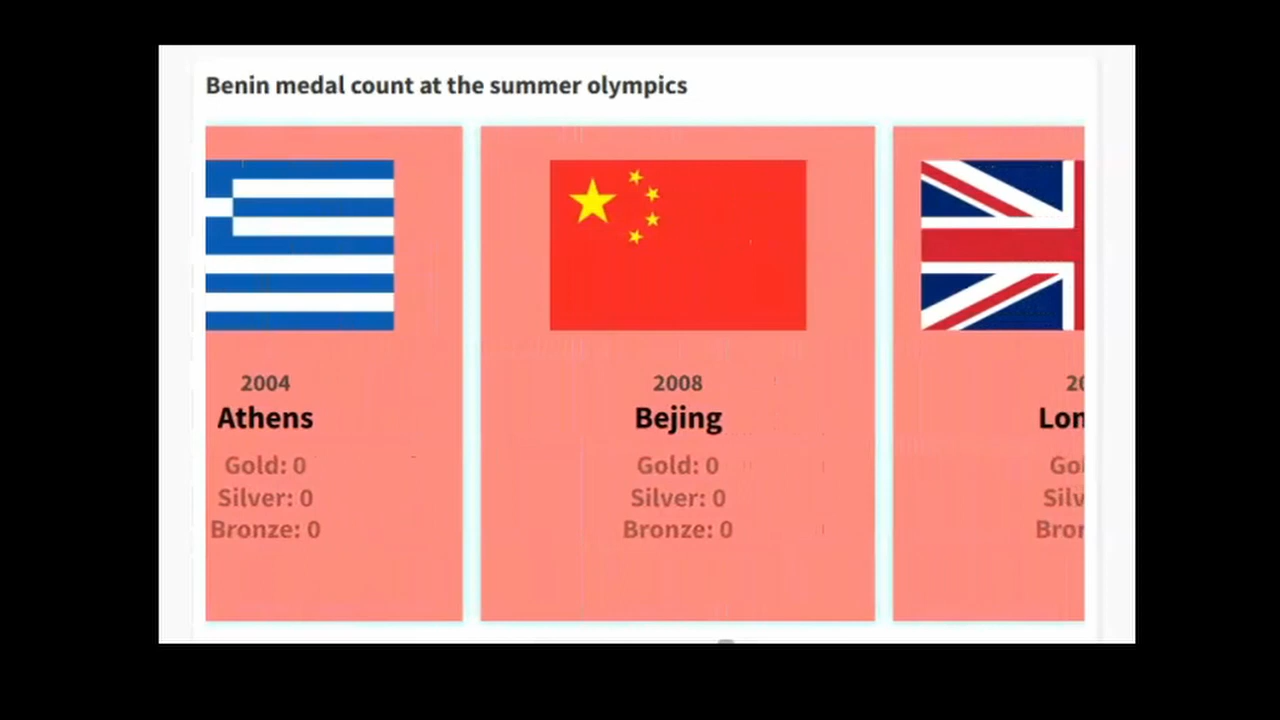 Benin medal count at the summer olympics
2004
Athens
Gold: 0
Silver: 0
Bronze: 0
2008
Bejing
Gold: 0
Silver: 0
Bronze: 0